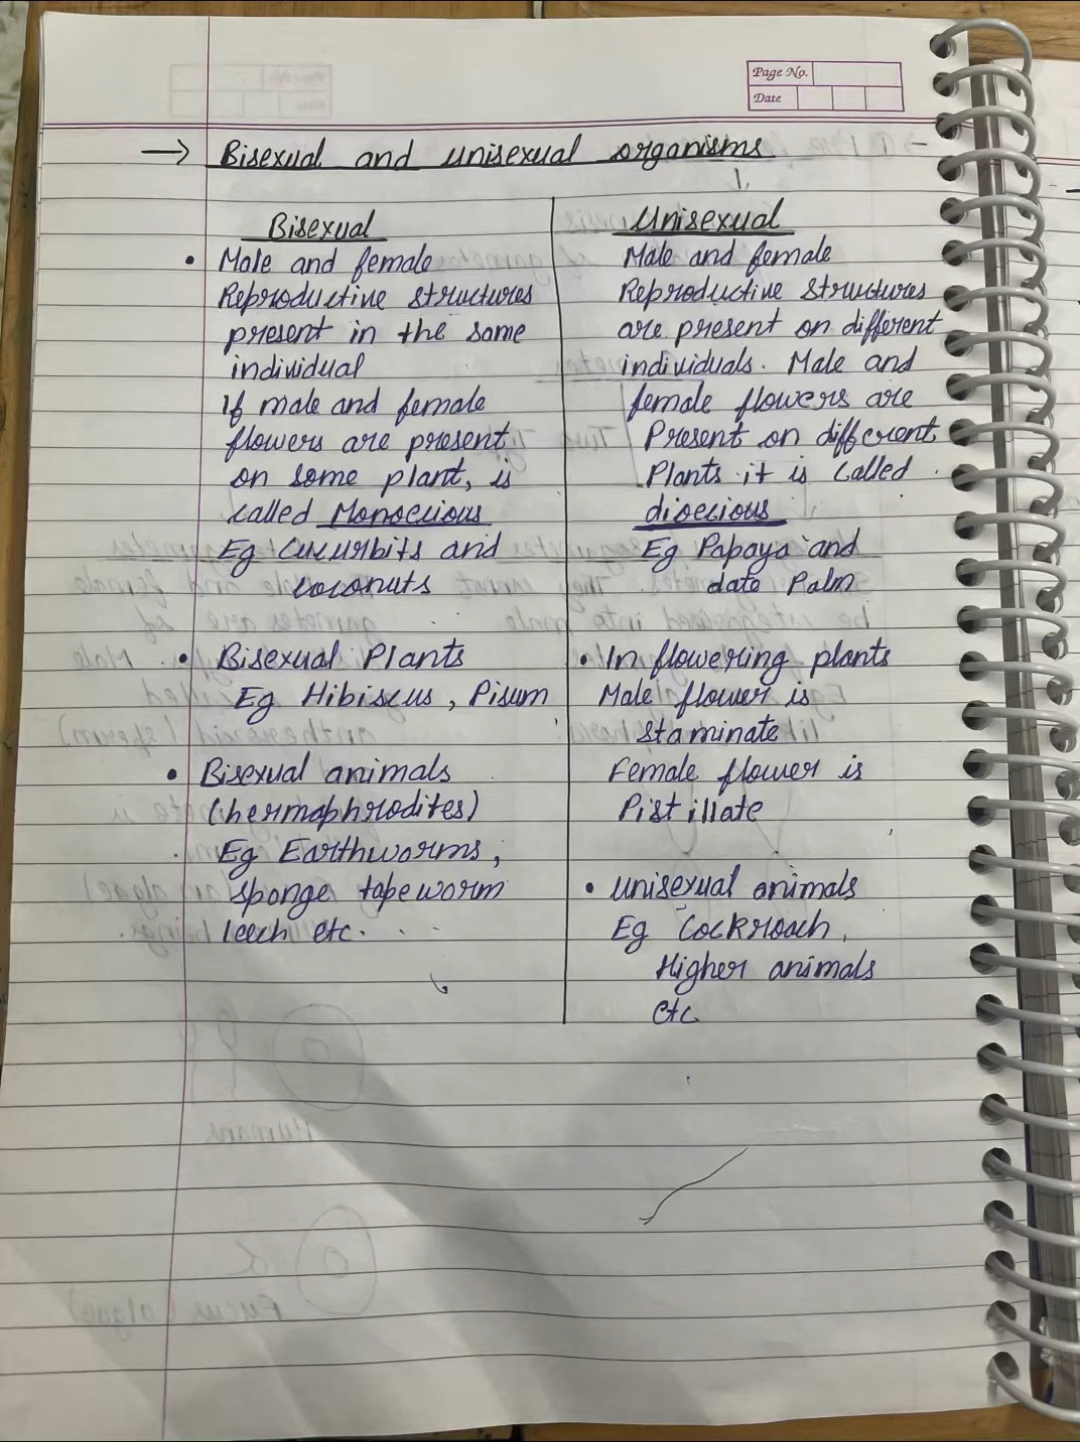 Page No.
Date
→ Bisexual and unisexual organisms
Bisexual
• Male and female
Reproductive structures
present in the same
individual
If male and female
flowers are present
on same plant, is
called Monoecious
Eg Cucurbits and
coconuts
• Bisexual Plants
Eg Hibiscus, Pisum
• Bisexual animals
(hermaphrodites)
Eg Earthworms,
sponge tapeworm
leech etc.
Unisexual
Male and female
Reproductive structures
are present on different
individuals. Male and
female flowers are
Present on different
Plants it is called
dioecious
Eg Papaya and
date Palm
• In flowering plants
Male flower is
staminate
Female flower is
Pistillate
• unisexual animals
Eg Cockroach,
Higher animals
etc